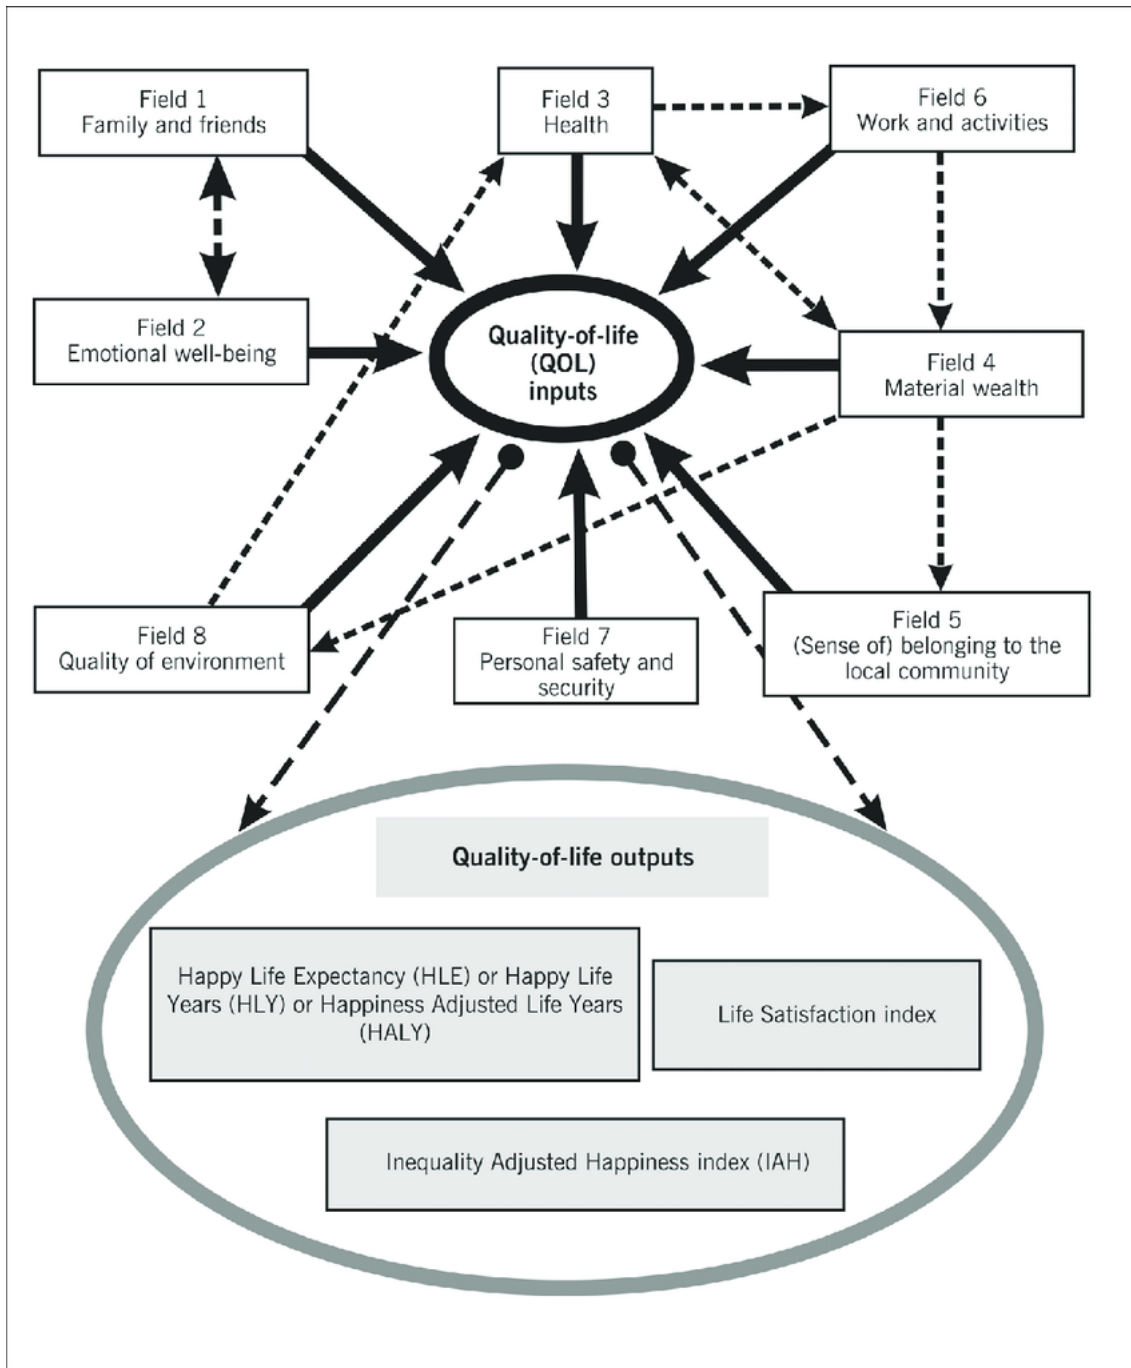 Field 1
Family and friends
Field 3
Health
Field 6
Work and activities
Field 2
Emotional well-being
Quality-of-life
(QOL)
inputs
Field 4
Material wealth
Field 8
Quality of environment
Field 7
Personal safety and
security
Field 5
(Sense of) belonging to the
local community
Quality-of-life outputs
Happy Life Expectancy (HLE) or Happy Life
Years (HLY) or Happiness Adjusted Life Years
(HALY)
Life Satisfaction index
Inequality Adjusted Happiness index (IAH)